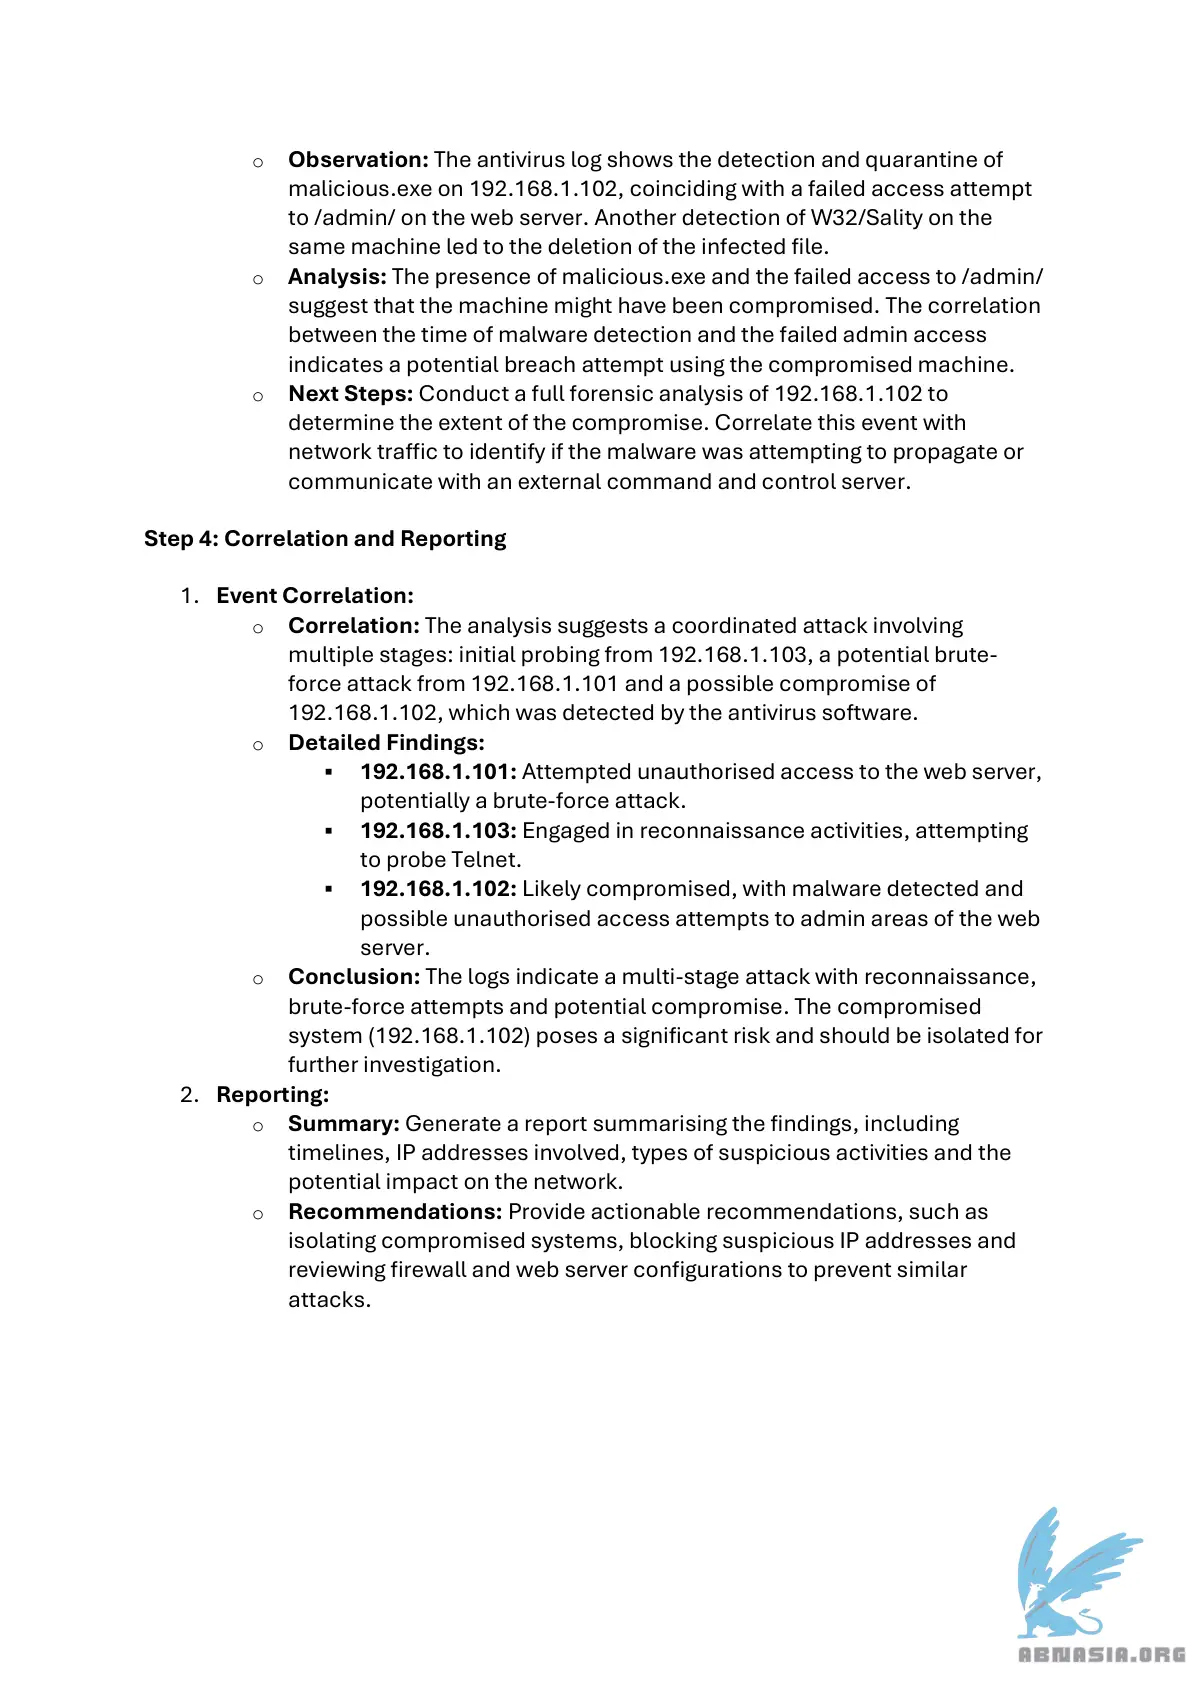 o Observation: The antivirus log shows the detection and quarantine of
malicious.exe on 192.168.1.102, coinciding with a failed access attempt
to /admin/ on the web server. Another detection of W32/Sality on the
same machine led to the deletion of the infected file.
o Analysis: The presence of malicious.exe and the failed access to /admin/
suggest that the machine might have been compromised. The correlation
between the time of malware detection and the failed admin access
indicates a potential breach attempt using the compromised machine.
o Next Steps: Conduct a full forensic analysis of 192.168.1.102 to
determine the extent of the compromise. Correlate this event with
network traffic to identify if the malware was attempting to propagate or
communicate with an external command and control server.
Step 4: Correlation and Reporting
1. Event Correlation:
o Correlation: The analysis suggests a coordinated attack involving
multiple stages: initial probing from 192.168.1.103, a potential brute-
force attack from 192.168.1.101 and a possible compromise of
192.168.1.102, which was detected by the antivirus software.
o Detailed Findings:
▪ 192.168.1.101: Attempted unauthorised access to the web server,
potentially a brute-force attack.
▪ 192.168.1.103: Engaged in reconnaissance activities, attempting
to probe Telnet.
▪ 192.168.1.102: Likely compromised, with malware detected and
possible unauthorised access attempts to admin areas of the web
server.
o Conclusion: The logs indicate a multi-stage attack with reconnaissance,
brute-force attempts and potential compromise. The compromised
system (192.168.1.102) poses a significant risk and should be isolated for
further investigation.
2. Reporting:
o Summary: Generate a report summarising the findings, including
timelines, IP addresses involved, types of suspicious activities and the
potential impact on the network.
o Recommendations: Provide actionable recommendations, such as
isolating compromised systems, blocking suspicious IP addresses and
reviewing firewall and web server configurations to prevent similar
attacks.
ABNASIA.ORG